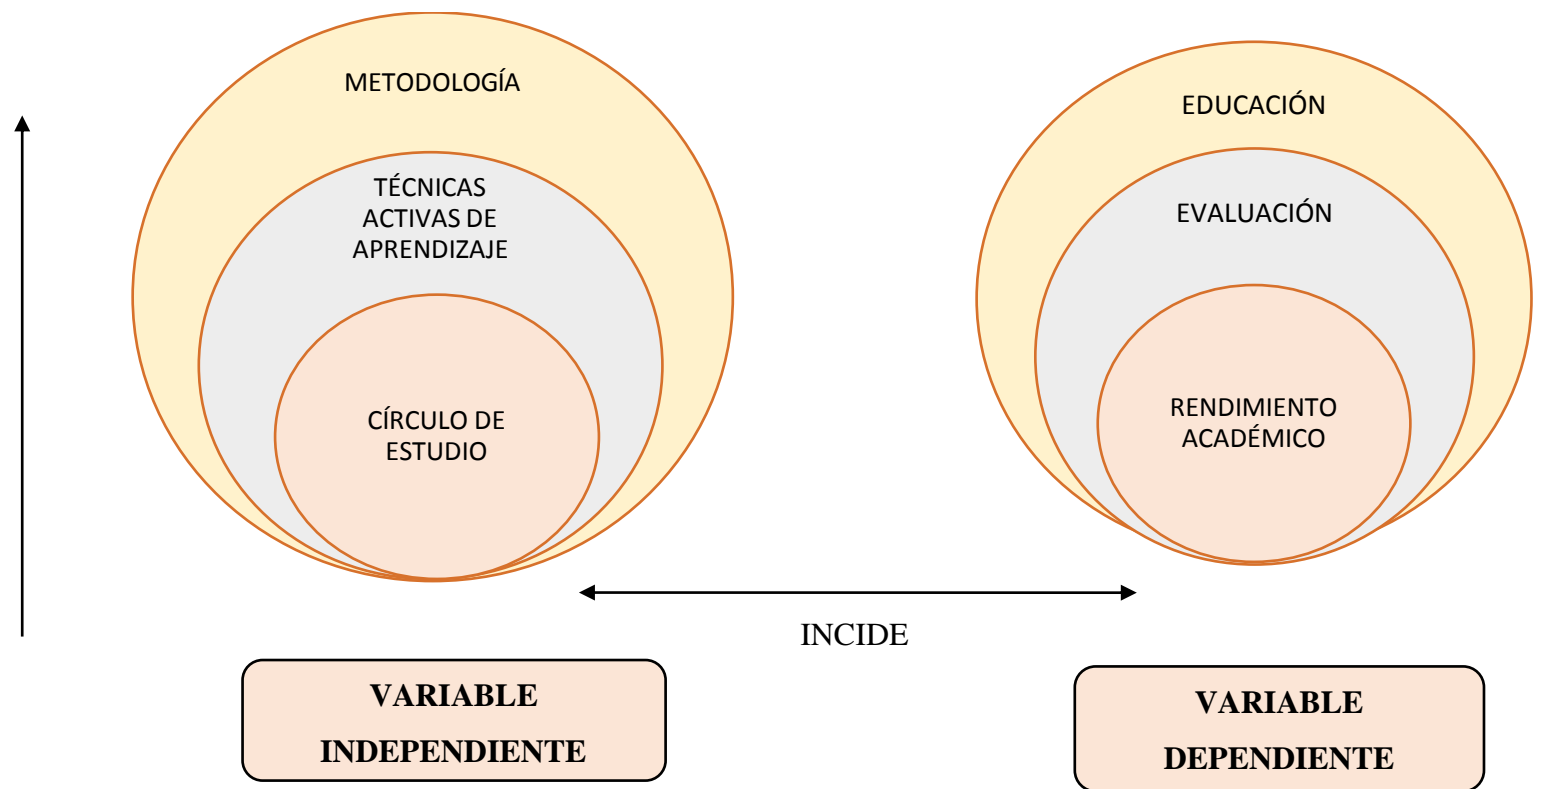 METODOLOGÍA
TÉCNICAS
ACTIVAS DE
APRENDIZAJE
CÍRCULO DE
ESTUDIO
EDUCACIÓN
EVALUACIÓN
RENDIMIENTO
ACADÉMICO
INCIDE
VARIABLE
INDEPENDIENTE
VARIABLE
DEPENDIENTE